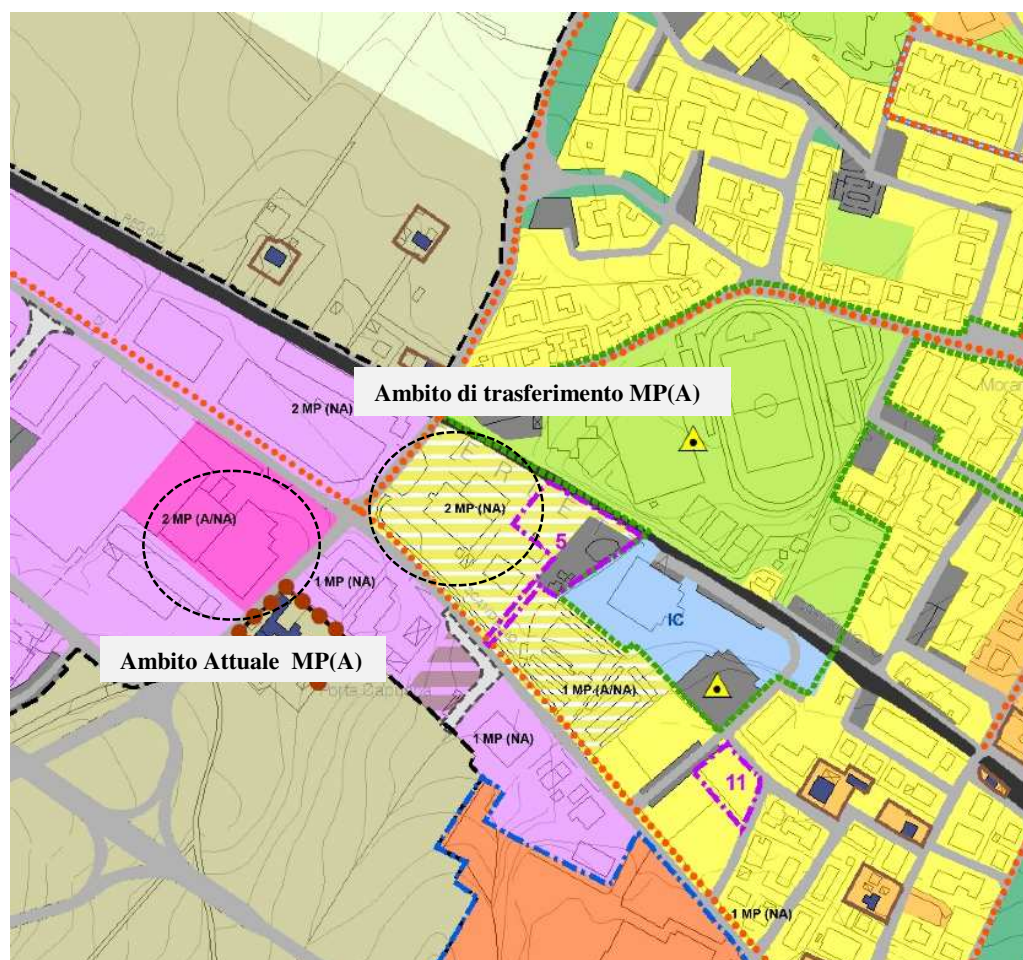 2 MP (NA)
Ambito di trasferimento MP(A)
2 MP (A/NA)
2 MP (NA)
5
1 MP (NA)
IC
Ambito Attuale MP(A)
1 MP (A/NA)
1 MP (NA)
11
1 MP (NA)